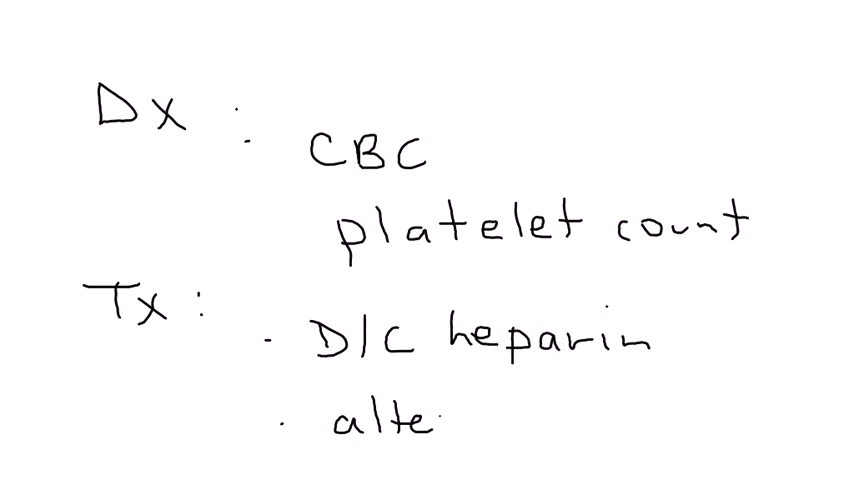 Dx :
CBC
platelet count
Tx :
· D/C heparin
· alte